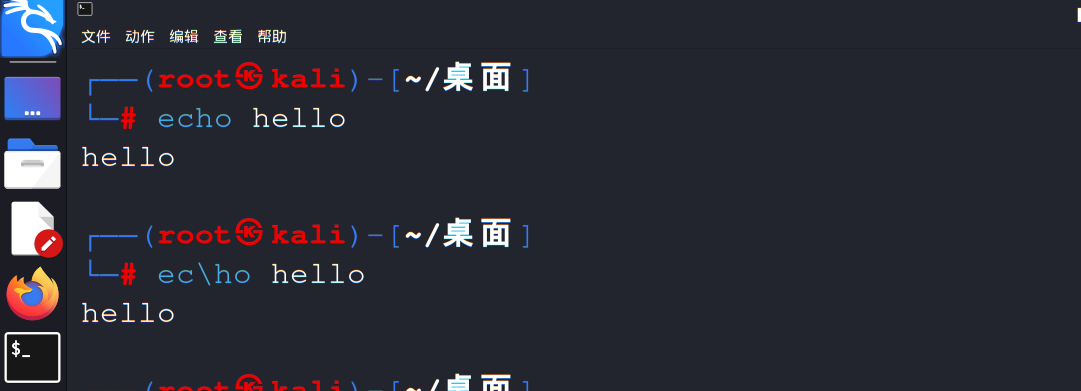 文件 动作 编辑 查看 帮助
┌──(root㉿kali)-[~/桌面]
└─# echo hello
hello
┌──(root㉿kali)-[~/桌面]
└─# ec\ho hello
hello
┌──(root㉿kali)-[~/桌面]
$_